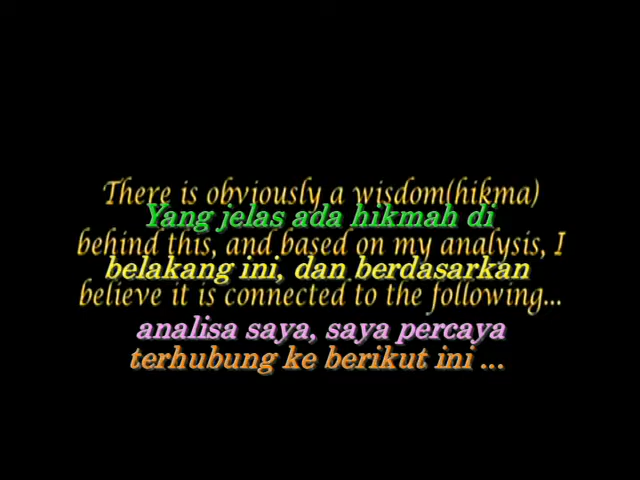 There is obviously a wisdom(hikma)
Yang jelas ada hikmah di
behind this, and based on my analysis, I
belakang ini, dan berdasarkan
believe it is connected to the following...
analisa saya, saya percaya
terhubung ke berikut ini ...